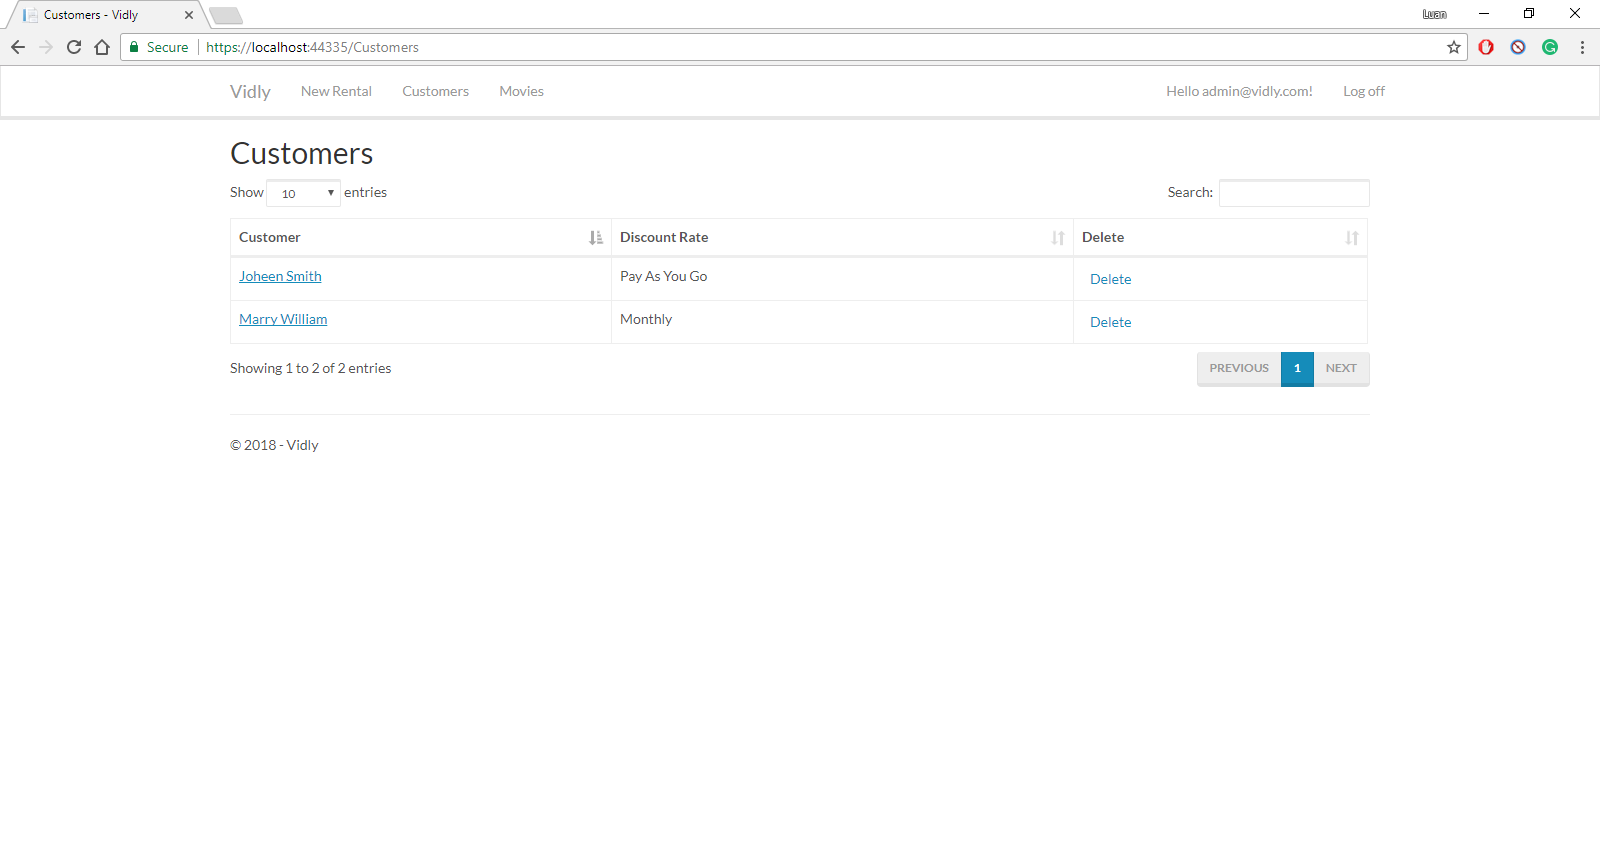 Customers - Vidly
Luan
Secure https://localhost:44335/Customers
Vidly New Rental Customers Movies Hello admin@vidly.com! Log off
Customers
Show 10 entries Search:
Customer Discount Rate Delete
Joheen Smith Pay As You Go Delete
Marry William Monthly Delete
Showing 1 to 2 of 2 entries PREVIOUS 1 NEXT
© 2018 - Vidly